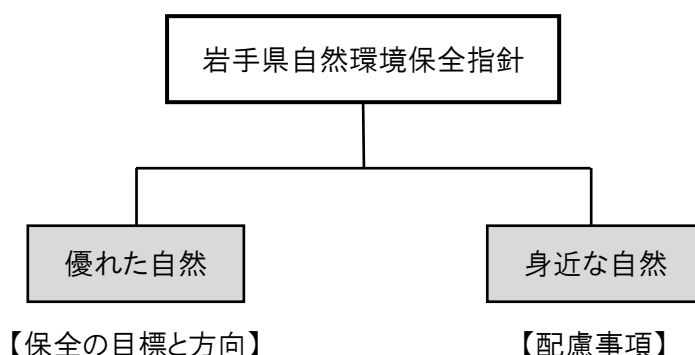 岩手県自然環境保全指針
優れた自然
身近な自然
【保全の目標と方向】
【配慮事項】